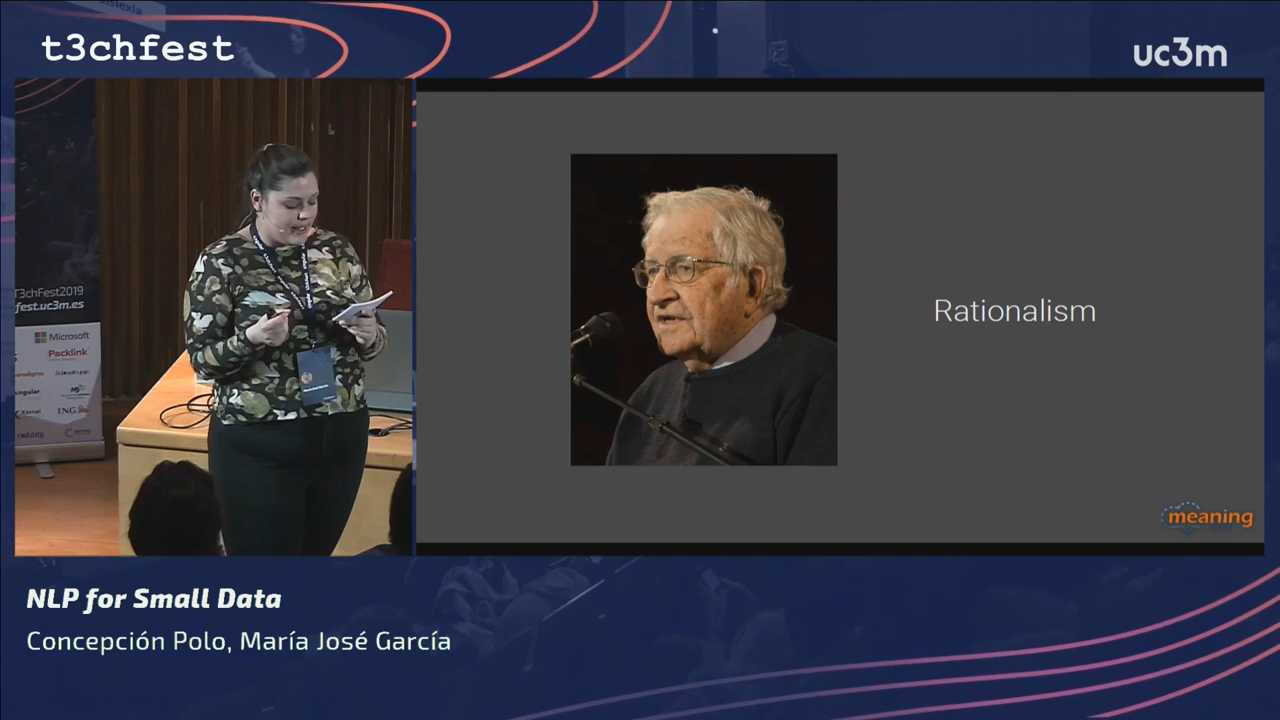 t3chfest
uc3m
T3chFest2019
fest.uc3m.es
Microsoft
Packlink
ING
Rationalism
meaning
NLP for Small Data
Concepción Polo, María José García